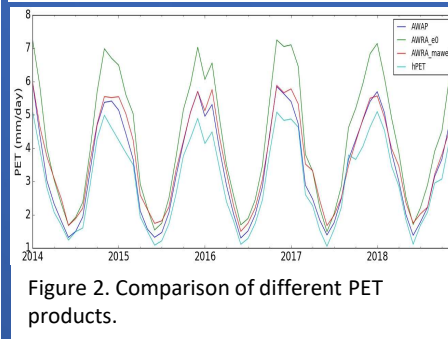 8
7
6
5
4
3
2
1
PET (mm/day)
AWAP
AWRA_e0
AWRA_mawe
hPET
2014 2015 2016 2017 2018
Figure 2. Comparison of different PET
products.